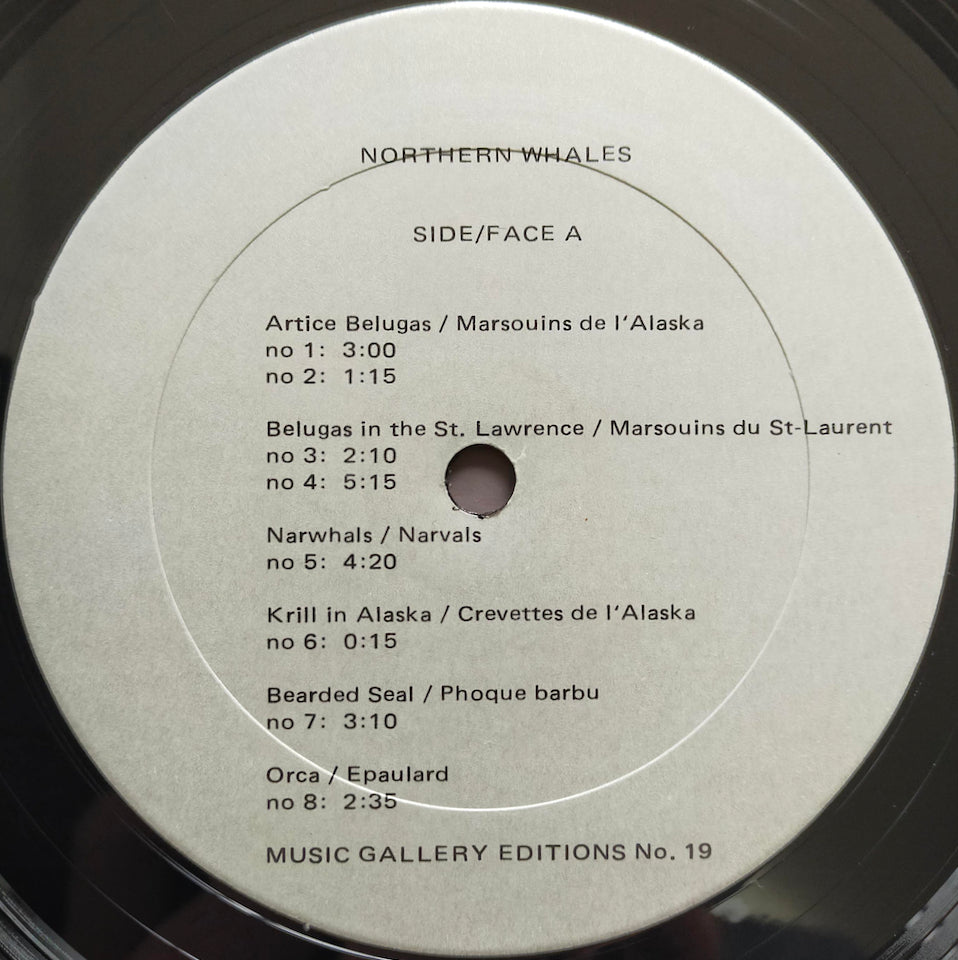 NORTHERN WHALES
SIDE/FACE A
Artice Belugas / Marsouins de l'Alaska
no 1: 3:00
no 2: 1:15
Belugas in the St. Lawrence / Marsouins du St-Laurent
no 3: 2:10
no 4: 5:15
Narwhals / Narvals
no 5: 4:20
Krill in Alaska / Crevettes de l'Alaska
no 6: 0:15
Bearded Seal / Phoque barbu
no 7: 3:10
Orca / Epaulard
no 8: 2:35
MUSIC GALLERY EDITIONS No. 19